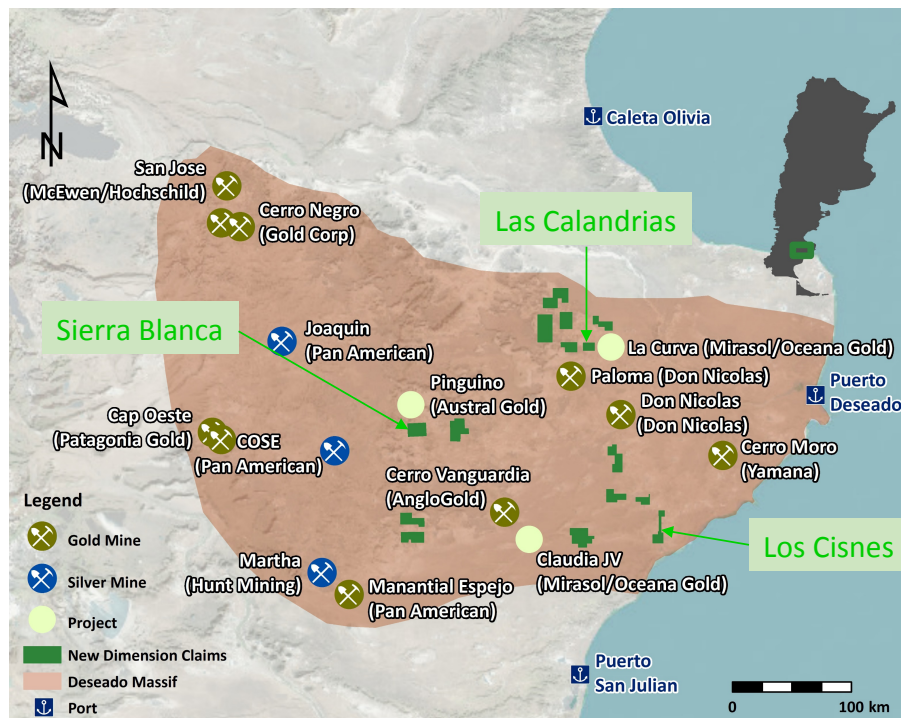 N
Caleta Olivia
San Jose
(McEwen/Hochschild)
Cerro Negro
(Gold Corp)
Las Calandrias
Sierra Blanca
Joaquin
(Pan American)
La Curva (Mirasol/Oceana Gold)
Paloma (Don Nicolas)
Puerto
Deseado
Pinguino
(Austral Gold)
Don Nicolas
(Don Nicolas)
Cap Oeste
(Patagonia Gold)
COSE
(Pan American)
Cerro Moro
(Yamana)
Cerro Vanguardia
(AngloGold)
Los Cisnes
Claudia JV
(Mirasol/Oceana Gold)
Martha
(Hunt Mining)
Manantial Espejo
(Pan American)
Puerto
San Julian
Legend
Gold Mine
Silver Mine
Project
New Dimension Claims
Deseado Massif
Port
0 100 km